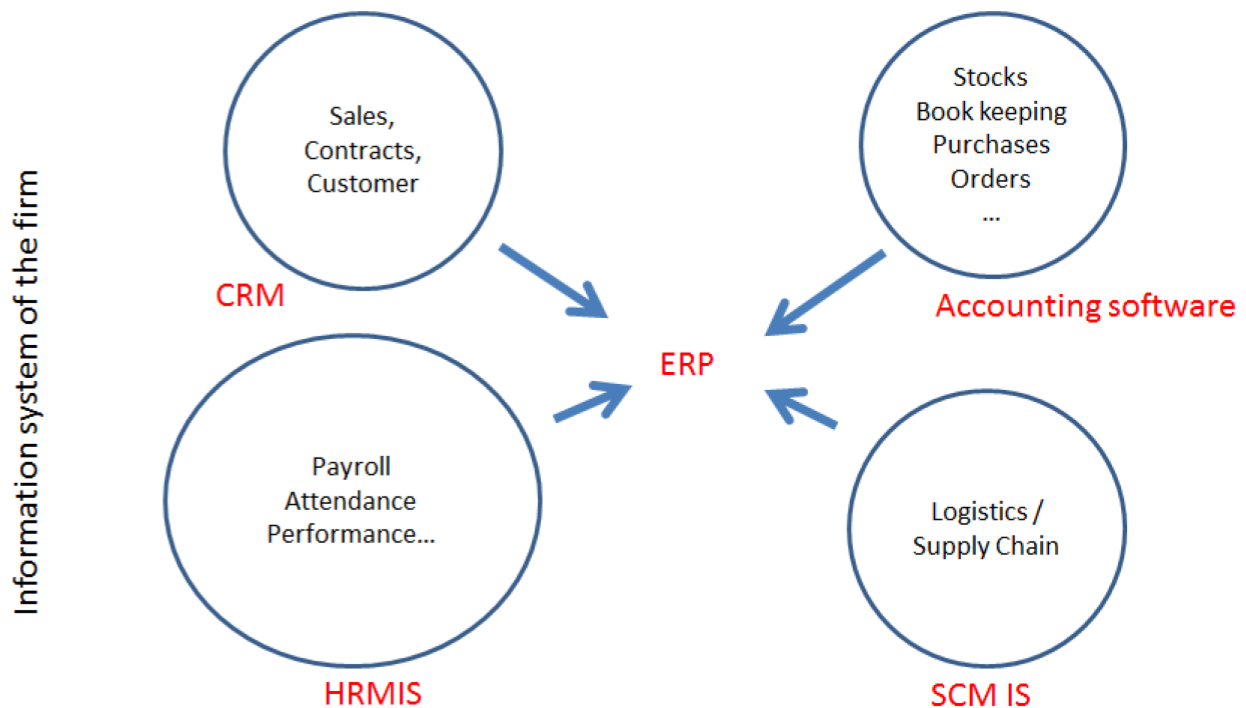 Information system of the firm
Sales,
Contracts,
Customer
CRM
Stocks
Book keeping
Purchases
Orders
...
Accounting software
ERP
Payroll
Attendance
Performance...
HRMIS
Logistics /
Supply Chain
SCM IS